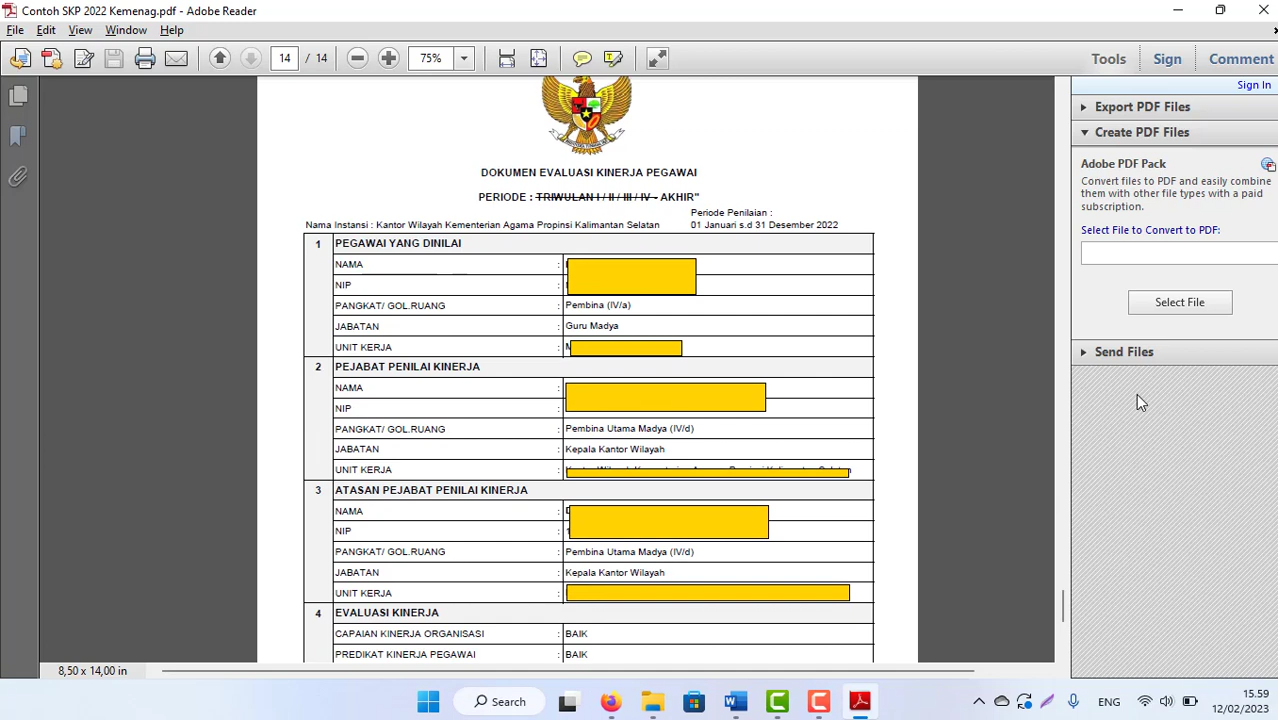 Contoh SKP 2022 Kemenag.pdf - Adobe Reader
File Edit View Window Help
14 / 14 75% Tools Sign Comment
Sign In
Export PDF Files
Create PDF Files
Adobe PDF Pack
Convert files to PDF and easily combine
them with other file types with a paid
subscription.
Select File to Convert to PDF:
Select File
Send Files
DOKUMEN EVALUASI KINERJA PEGAWAI
PERIODE : TRIWULAN I / II / III / IV - AKHIR"
Periode Penilaian :
Nama Instansi : Kantor Wilayah Kementerian Agama Propinsi Kalimantan Selatan 01 Januari s.d 31 Desember 2022
1 PEGAWAI YANG DINILAI
NAMA :
NIP :
PANGKAT/ GOL.RUANG : Pembina (IV/a)
JABATAN : Guru Madya
UNIT KERJA : M
2 PEJABAT PENILAI KINERJA
NAMA :
NIP :
PANGKAT/ GOL.RUANG : Pembina Utama Madya (IV/d)
JABATAN : Kepala Kantor Wilayah
UNIT KERJA : Kantor Wilayah Kementerian Agama Propinsi Kalimantan Selatan
3 ATASAN PEJABAT PENILAI KINERJA
NAMA : D
NIP : 1
PANGKAT/ GOL.RUANG : Pembina Utama Madya (IV/d)
JABATAN : Kepala Kantor Wilayah
UNIT KERJA :
4 EVALUASI KINERJA
CAPAIAN KINERJA ORGANISASI : BAIK
PREDIKAT KINERJA PEGAWAI : BAIK
8,50 x 14,00 in
Search
ENG
15.59
12/02/2023